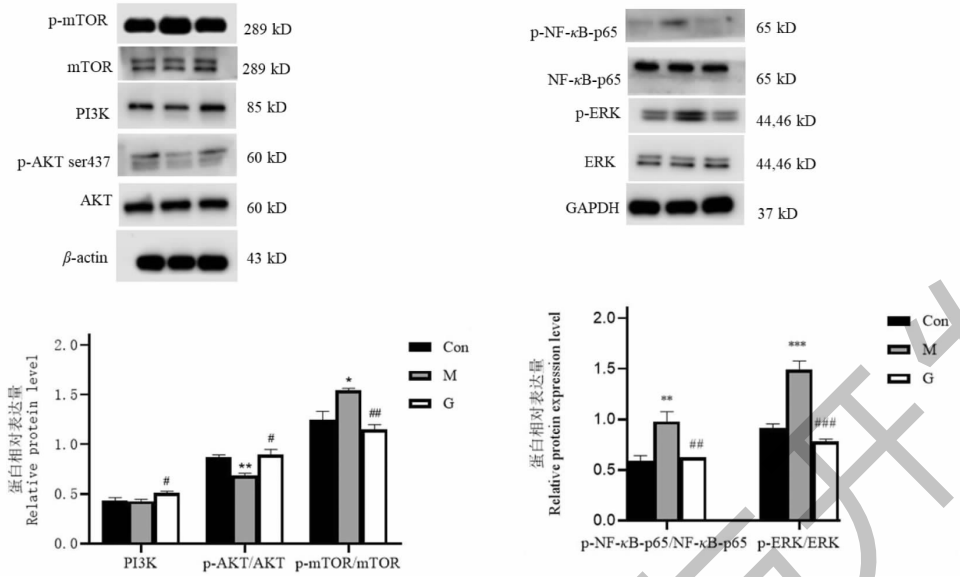 p-mTOR
289 kD
mTOR
289 kD
PI3K
85 kD
p-AKT ser437
60 kD
AKT
60 kD
β-actin
43 kD
p-NF-κB-p65
65 kD
NF-κB-p65
65 kD
p-ERK
44,46 kD
ERK
44,46 kD
GAPDH
37 kD
蛋白相对表达量
Relative protein level
2.0
1.5
1.0
0.5
0.0
#
**
#
*
##
PI3K
p-AKT/AKT
p-mTOR/mTOR
Con
M
G
蛋白相对表达量
Relative protein expression level
2.0
1.5
1.0
0.5
0.0
**
##
***
###
p-NF-κB-p65/NF-κB-p65
p-ERK/ERK
Con
M
G